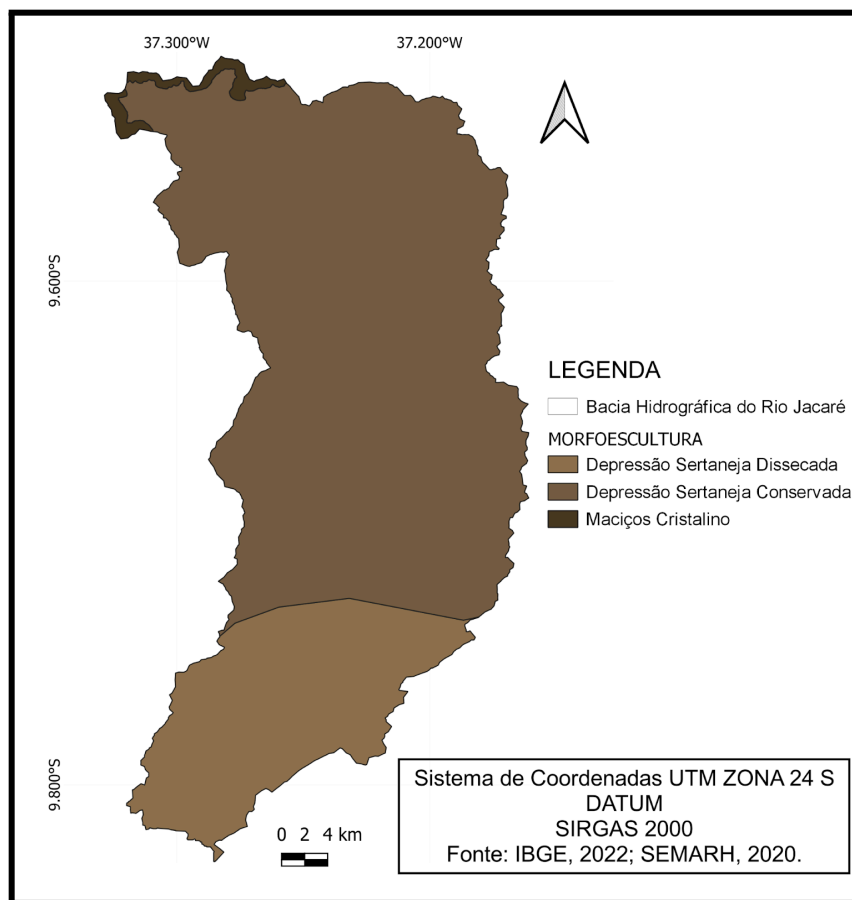 37.300°W
37.200°W
9.600°S
LEGENDA
Bacia Hidrográfica do Rio Jacaré
MORFOESCULTURA
Depressão Sertaneja Dissecada
Depressão Sertaneja Conservada
Maciços Cristalino
9.800°S
0 2 4 km
Sistema de Coordenadas UTM ZONA 24 S
DATUM
SIRGAS 2000
Fonte: IBGE, 2022; SEMARH, 2020.